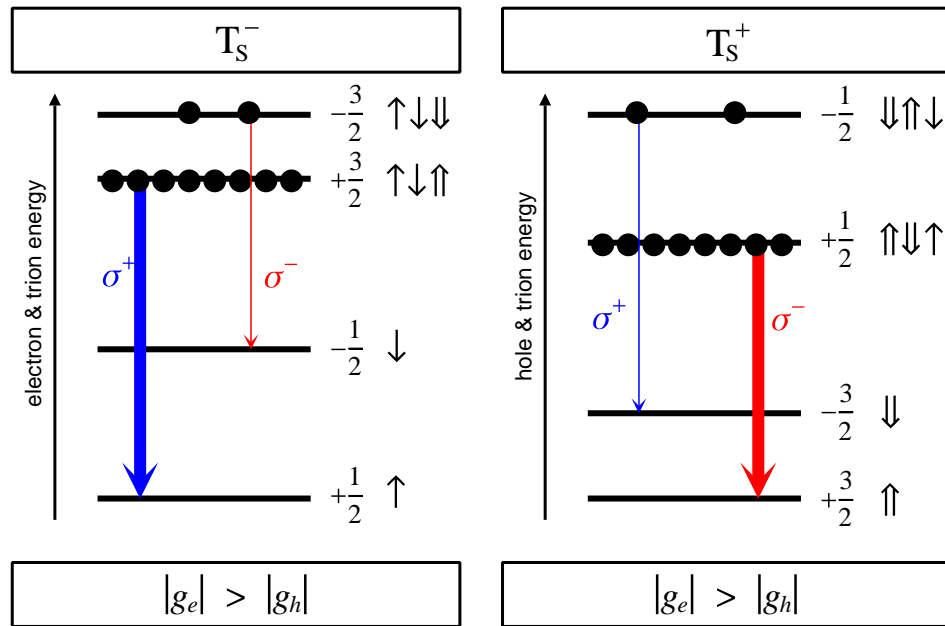 T_S^-
electron & trion energy
-3/2 ↑↓⇓
+3/2 ↑↓⇑
σ^+ σ^-
-1/2 ↓
+1/2 ↑
|g_e| > |g_h|
T_S^+
hole & trion energy
-1/2 ⇓⇑↓
+1/2 ⇑⇓↑
σ^+ σ^-
-3/2 ⇓
+3/2 ⇑
|g_e| > |g_h|